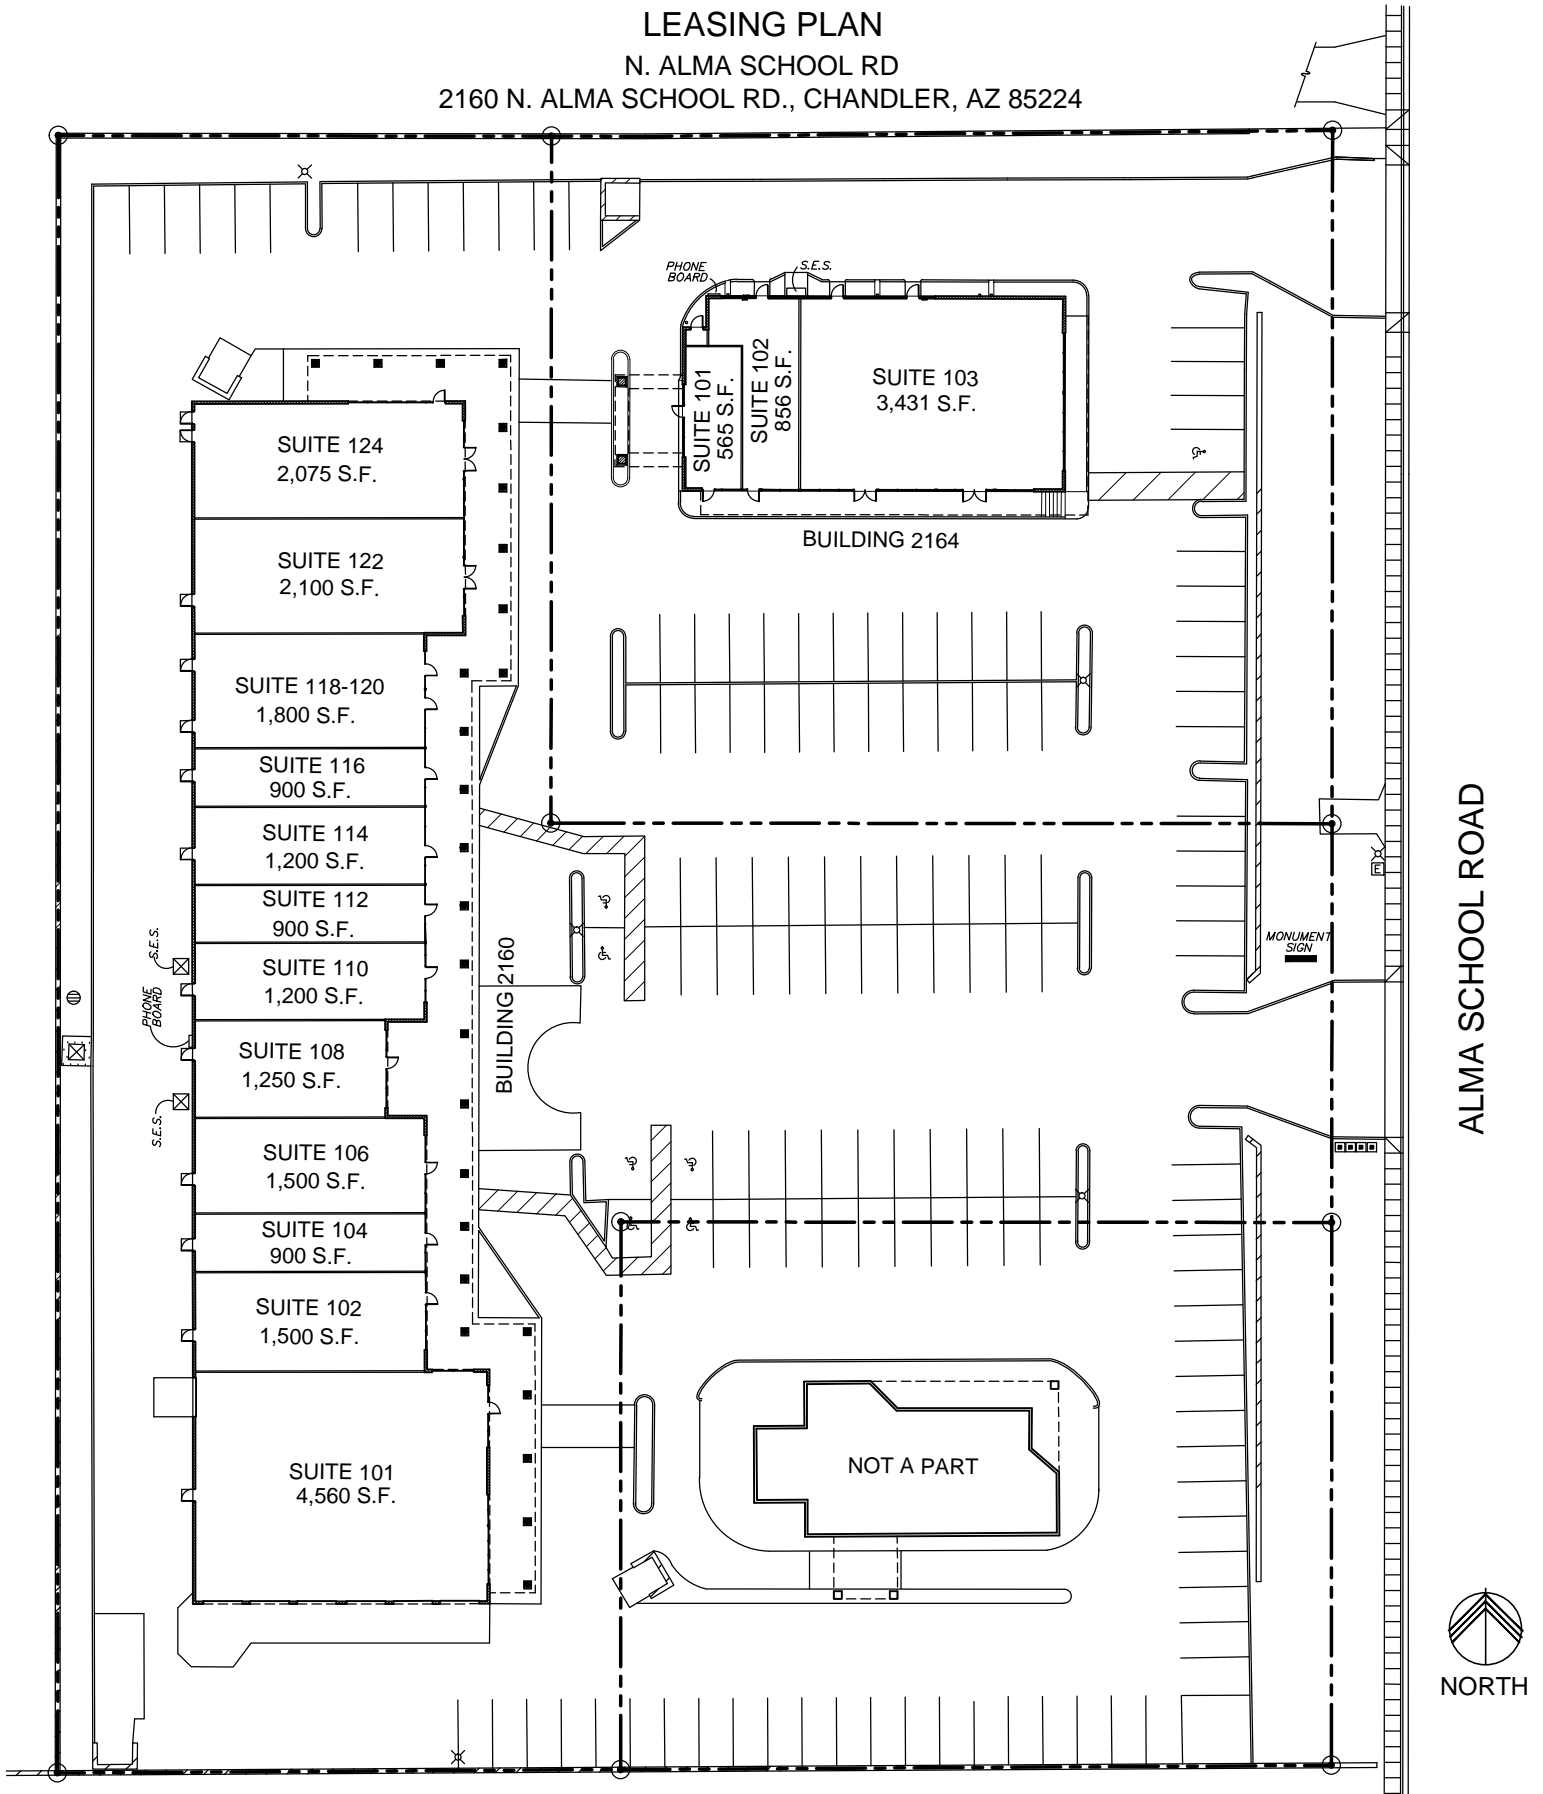 LEASING PLAN
N. ALMA SCHOOL RD
2160 N. ALMA SCHOOL RD., CHANDLER, AZ 85224
PHONE
BOARD
S.E.S.
SUITE 101
565 S.F.
SUITE 102
856 S.F.
SUITE 103
3,431 S.F.
BUILDING 2164
SUITE 124
2,075 S.F.
SUITE 122
2,100 S.F.
SUITE 118-120
1,800 S.F.
SUITE 116
900 S.F.
SUITE 114
1,200 S.F.
SUITE 112
900 S.F.
SUITE 110
1,200 S.F.
SUITE 108
1,250 S.F.
SUITE 106
1,500 S.F.
SUITE 104
900 S.F.
SUITE 102
1,500 S.F.
SUITE 101
4,560 S.F.
S.E.S.
PHONE
BOARD
S.E.S.
BUILDING 2160
E
MONUMENT
SIGN
ALMA SCHOOL ROAD
NOT A PART
NORTH